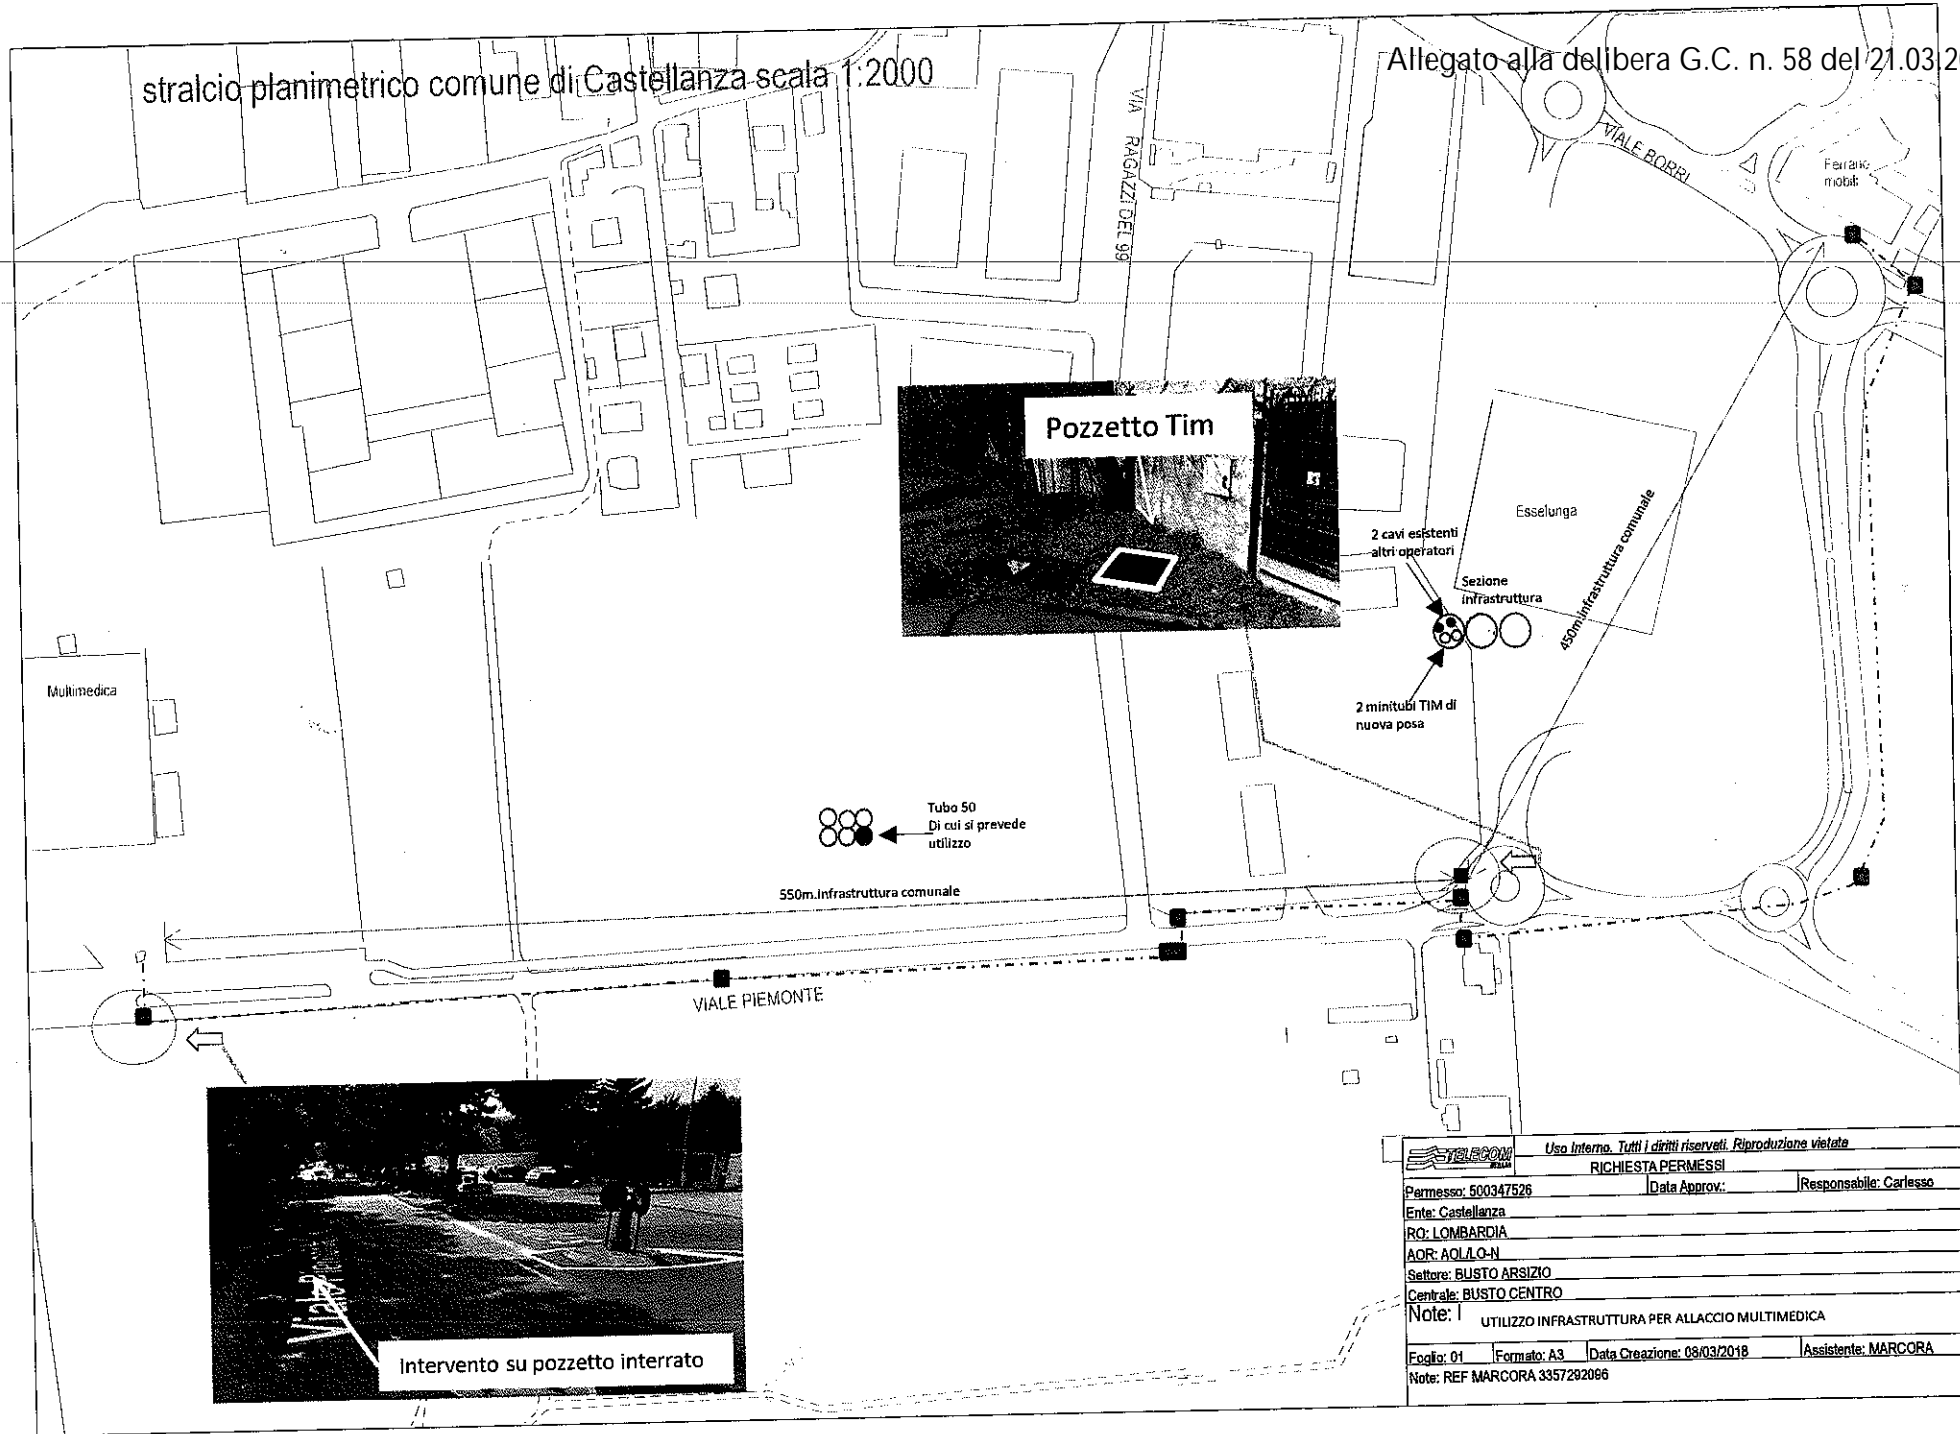 stralcio planimetrico comune di Castellanza scala 1:2000
Allegato alla delibera G.C. n. 58 del 21.03.2
VIA RAGAZZI DEL 99
VIALE BORRI
Ferrario
mobili
Pozzetto Tim
Esselunga
2 cavi esistenti
altri operatori
Sezione
infrastruttura
450m.infrastruttura comunale
2 minitubi TIM di
nuova posa
Multimedica
Tubo 50
Di cui si prevede
utilizzo
550m.infrastruttura comunale
VIALE PIEMONTE
Viale
Intervento su pozzetto interrato
TELECOM
ITALIA
Uso Interno. Tutti i diritti riservati. Riproduzione vietata
RICHIESTA PERMESSI
Permesso: 500347526 Data Approv.: Responsabile: Carlesso
Ente: Castellanza
RO: LOMBARDIA
AOR: AOL/LO-N
Settore: BUSTO ARSIZIO
Centrale: BUSTO CENTRO
Note: I UTILIZZO INFRASTRUTTURA PER ALLACCIO MULTIMEDICA
Foglio: 01 Formato: A3 Data Creazione: 08/03/2018 Assistente: MARCORA
Note: REF MARCORA 3357292096